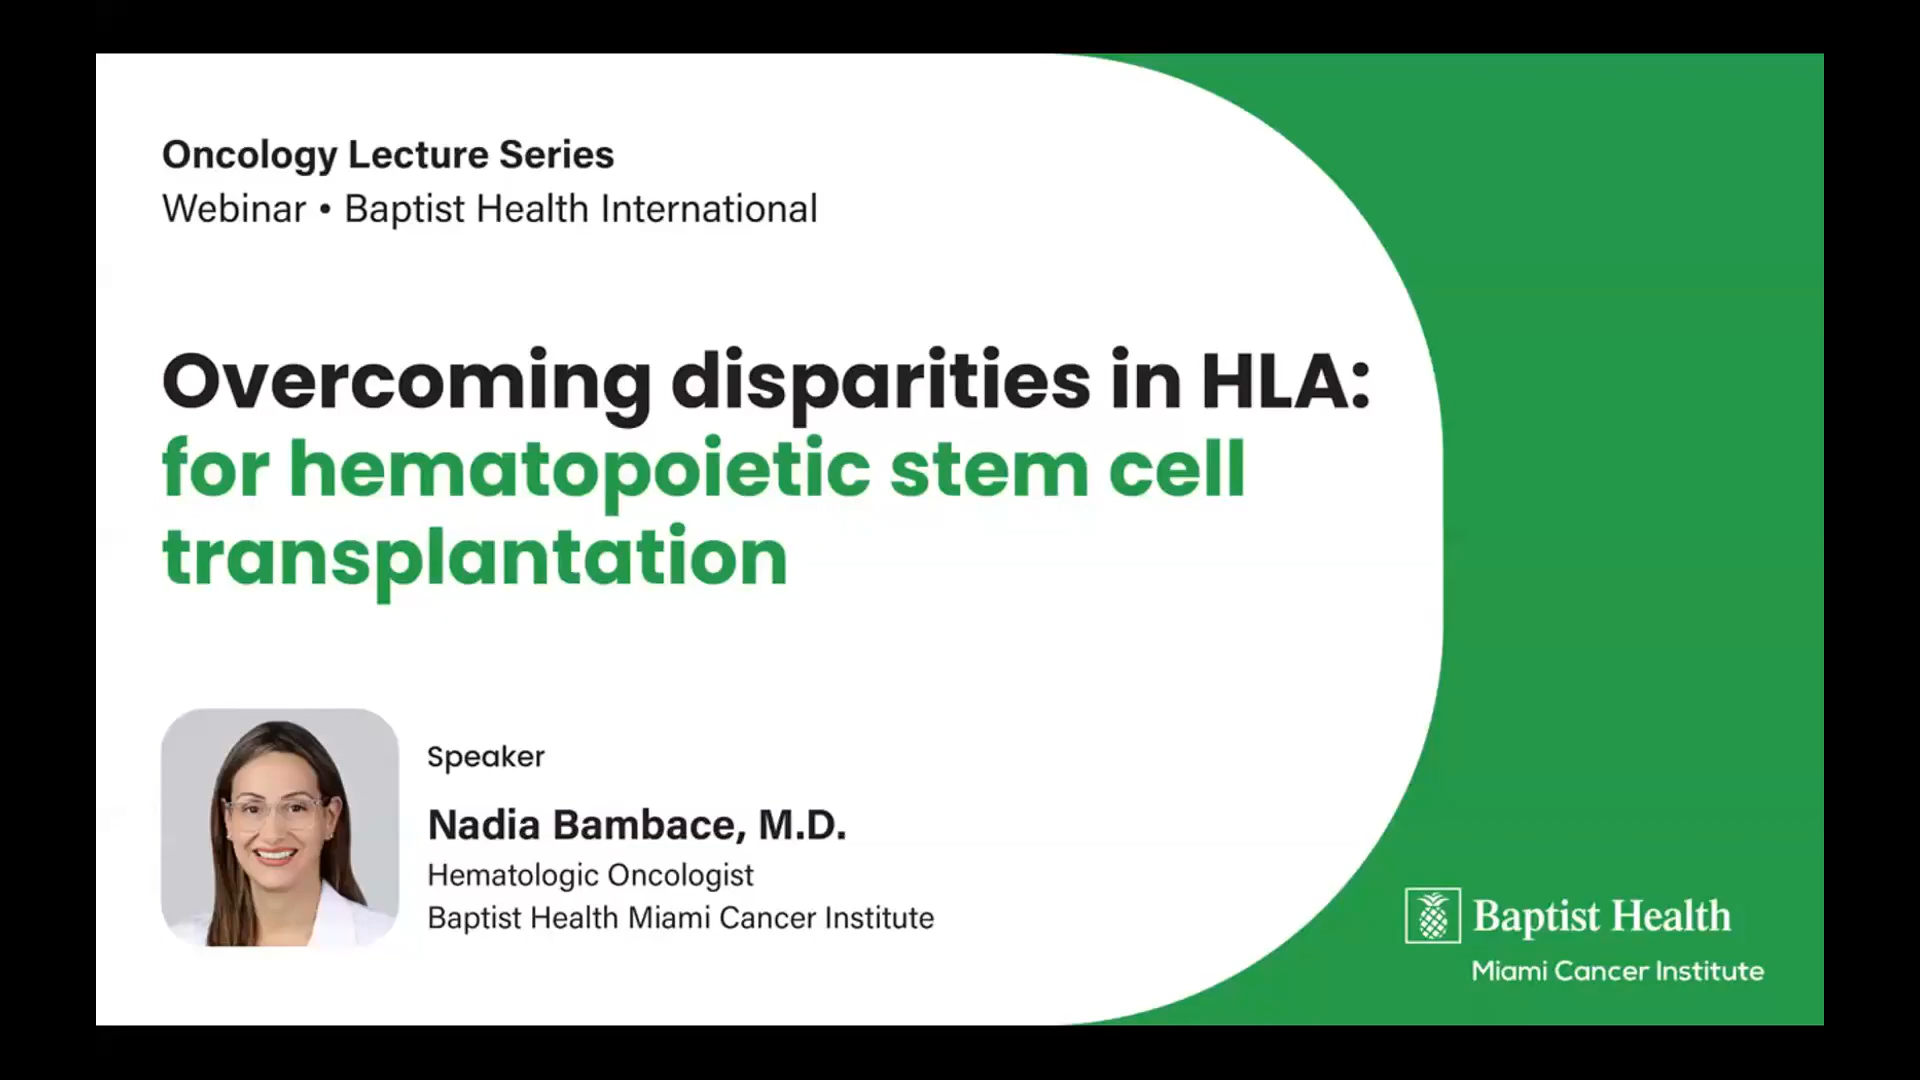 Oncology Lecture Series
Webinar • Baptist Health International
Overcoming disparities in HLA:
for hematopoietic stem cell
transplantation
Speaker
Nadia Bambace, M.D.
Hematologic Oncologist
Baptist Health Miami Cancer Institute
Baptist Health
Miami Cancer Institute